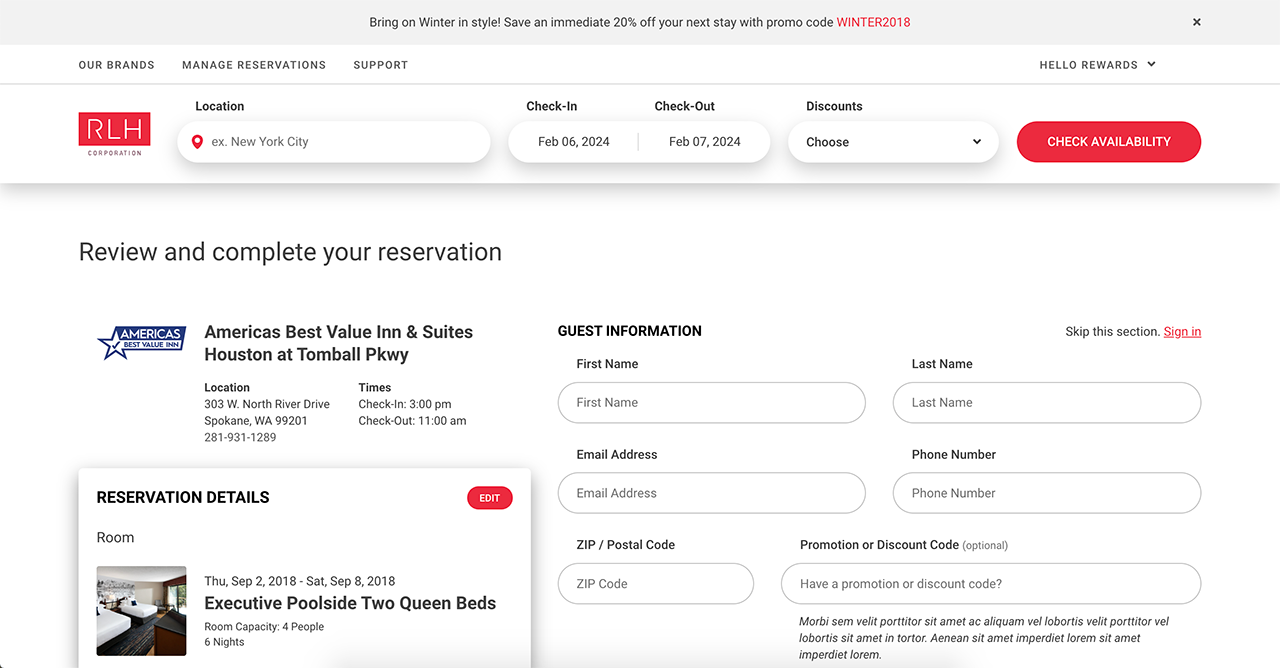 Bring on Winter in style! Save an immediate 20% off your next stay with promo code WINTER2018
OUR BRANDS
MANAGE RESERVATIONS
SUPPORT
HELLO REWARDS
RLH
CORPORATION
Location
ex. New York City
Check-In
Check-Out
Feb 06, 2024
Feb 07, 2024
Discounts
Choose
CHECK AVAILABILITY
Review and complete your reservation
AMERICAS
BEST VALUE INN
Americas Best Value Inn & Suites
Houston at Tomball Pkwy
Location
303 W. North River Drive
Spokane, WA 99201
281-931-1289
Times
Check-In: 3:00 pm
Check-Out: 11:00 am
RESERVATION DETAILS
EDIT
Room
Thu, Sep 2, 2018 - Sat, Sep 8, 2018
Executive Poolside Two Queen Beds
Room Capacity: 4 People
6 Nights
GUEST INFORMATION
Skip this section. Sign in
First Name
First Name
Last Name
Last Name
Email Address
Email Address
Phone Number
Phone Number
ZIP / Postal Code
ZIP Code
Promotion or Discount Code (optional)
Have a promotion or discount code?
Morbi sem velit porttitor sit amet ac aliquam vel lobortis velit porttitor vel
lobortis sit amet in tortor. Aenean sit amet imperdiet lorem sit amet
imperdiet lorem.